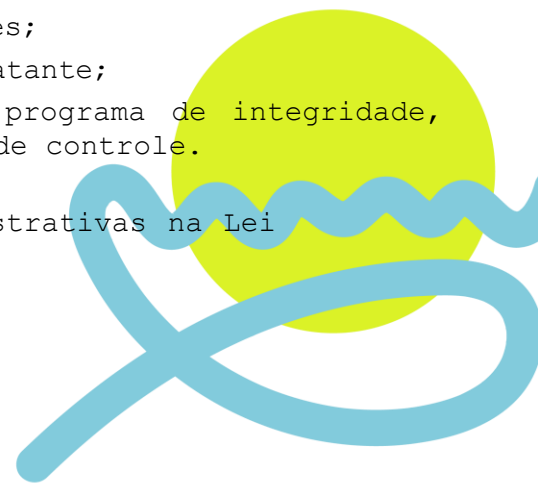 es;
atante;
programa de integridade,
de controle.
strativas na Lei